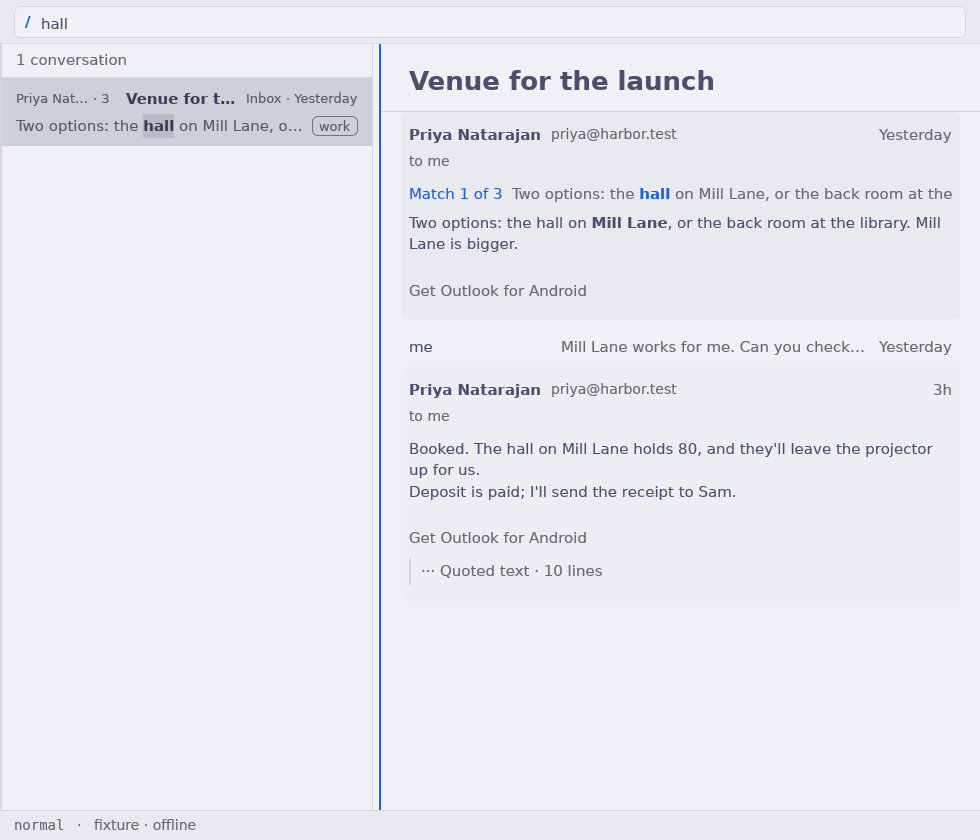 / hall
1 conversation
Priya Nat… · 3 Venue for t… Inbox · Yesterday
Two options: the hall on Mill Lane, o… work
Venue for the launch
Priya Natarajan priya@harbor.test Yesterday
to me
Match 1 of 3 Two options: the hall on Mill Lane, or the back room at the
Two options: the hall on Mill Lane, or the back room at the library. Mill
Lane is bigger.
Get Outlook for Android
me Mill Lane works for me. Can you check… Yesterday
Priya Natarajan priya@harbor.test 3h
to me
Booked. The hall on Mill Lane holds 80, and they'll leave the projector
up for us.
Deposit is paid; I'll send the receipt to Sam.
Get Outlook for Android
··· Quoted text · 10 lines
normal · fixture · offline